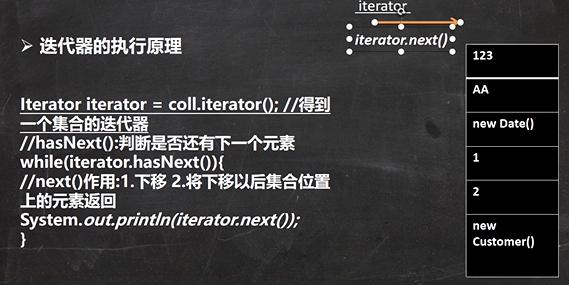 iterator
iterator.next()
迭代器的执行原理
Iterator iterator = coll.iterator(); //得到
一个集合的迭代器
//hasNext():判断是否还有下一个元素
while(iterator.hasNext()){
//next()作用:1.下移 2.将下移以后集合位置
上的元素返回
System.out.println(iterator.next());
}
123
AA
new Date()
1
2
new
Customer()